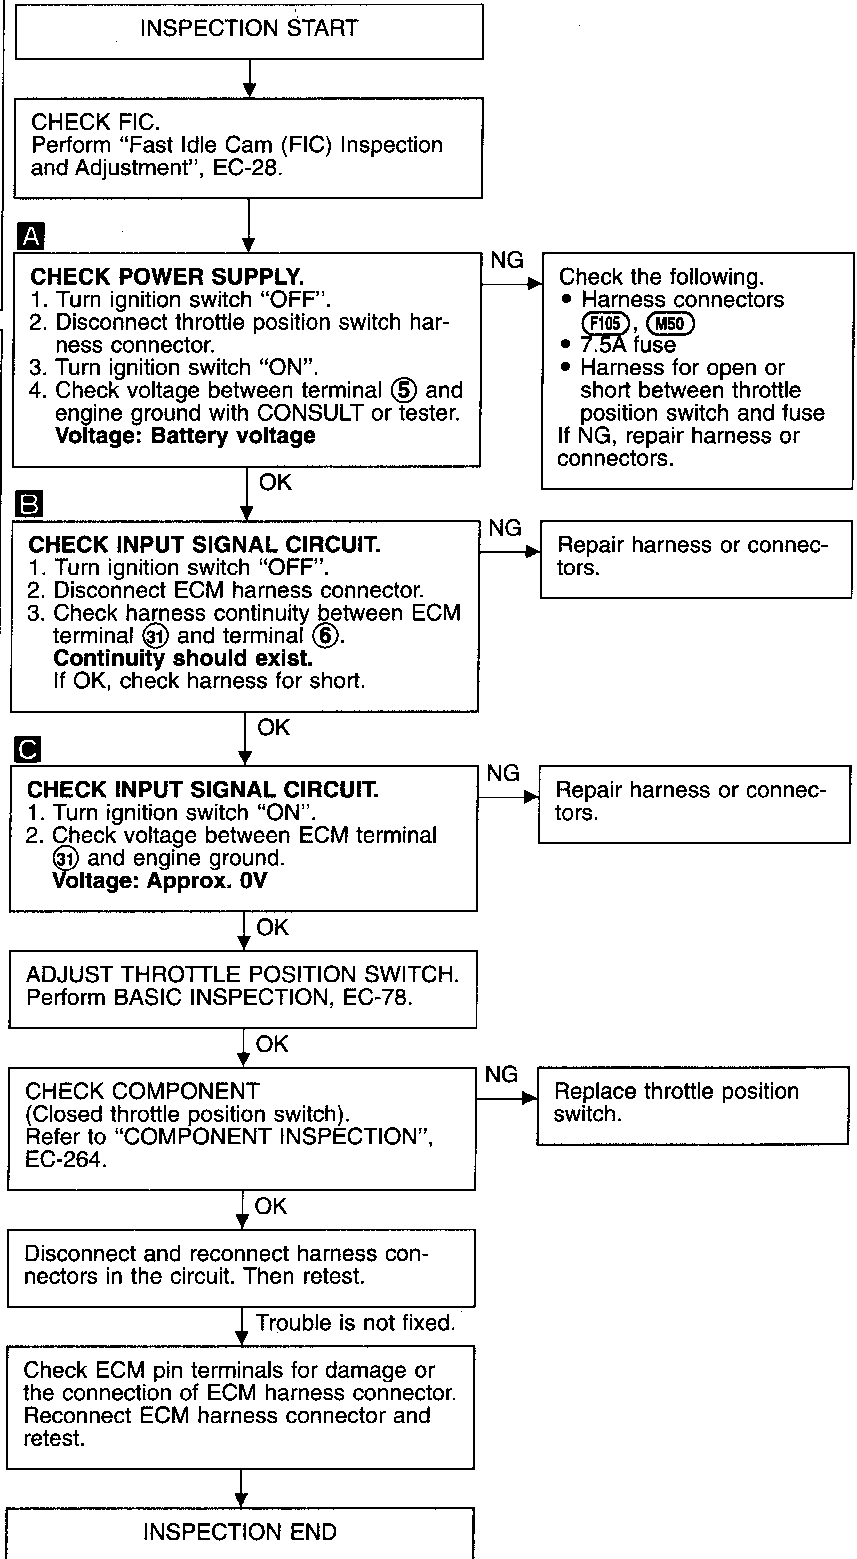 INSPECTION START
CHECK FIC.
Perform “Fast Idle Cam (FIC) Inspection
and Adjustment”, EC-28.
A
CHECK POWER SUPPLY.
1. Turn ignition switch “OFF”.
2. Disconnect throttle position switch har-
ness connector.
3. Turn ignition switch “ON”.
4. Check voltage between terminal ⑤ and
engine ground with CONSULT or tester.
Voltage: Battery voltage
NG
Check the following.
• Harness connectors
F105, M50
• 7.5A fuse
• Harness for open or
short between throttle
position switch and fuse
If NG, repair harness or
connectors.
OK
B
CHECK INPUT SIGNAL CIRCUIT.
1. Turn ignition switch “OFF”.
2. Disconnect ECM harness connector.
3. Check harness continuity between ECM
terminal ㉛ and terminal ⑥.
Continuity should exist.
If OK, check harness for short.
NG
Repair harness or connec-
tors.
OK
C
CHECK INPUT SIGNAL CIRCUIT.
1. Turn ignition switch “ON”.
2. Check voltage between ECM terminal
㉛ and engine ground.
Voltage: Approx. 0V
NG
Repair harness or connec-
tors.
OK
ADJUST THROTTLE POSITION SWITCH.
Perform BASIC INSPECTION, EC-78.
OK
CHECK COMPONENT
(Closed throttle position switch).
Refer to “COMPONENT INSPECTION”,
EC-264.
NG
Replace throttle position
switch.
OK
Disconnect and reconnect harness con-
nectors in the circuit. Then retest.
Trouble is not fixed.
Check ECM pin terminals for damage or
the connection of ECM harness connector.
Reconnect ECM harness connector and
retest.
INSPECTION END